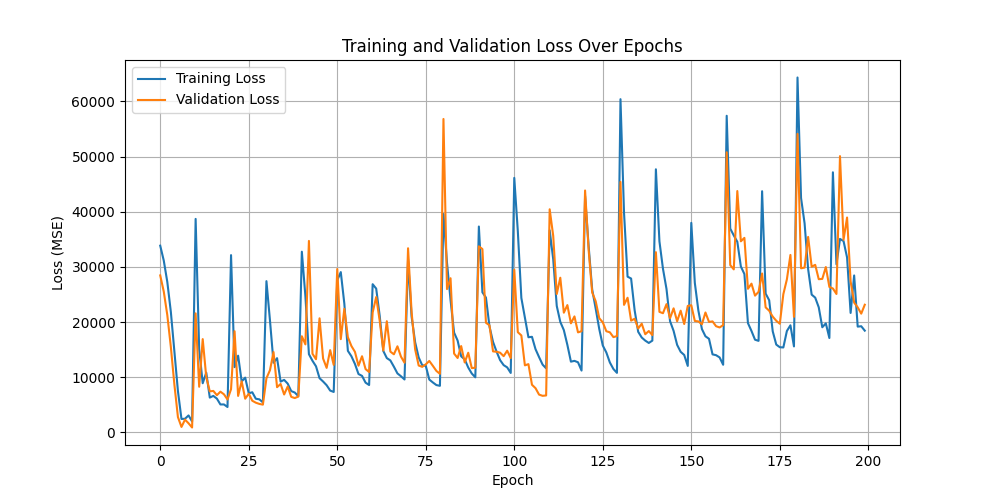 Training and Validation Loss Over Epochs
Training Loss
Validation Loss
60000
50000
40000
30000
20000
10000
0
Loss (MSE)
0 25 50 75 100 125 150 175 200
Epoch